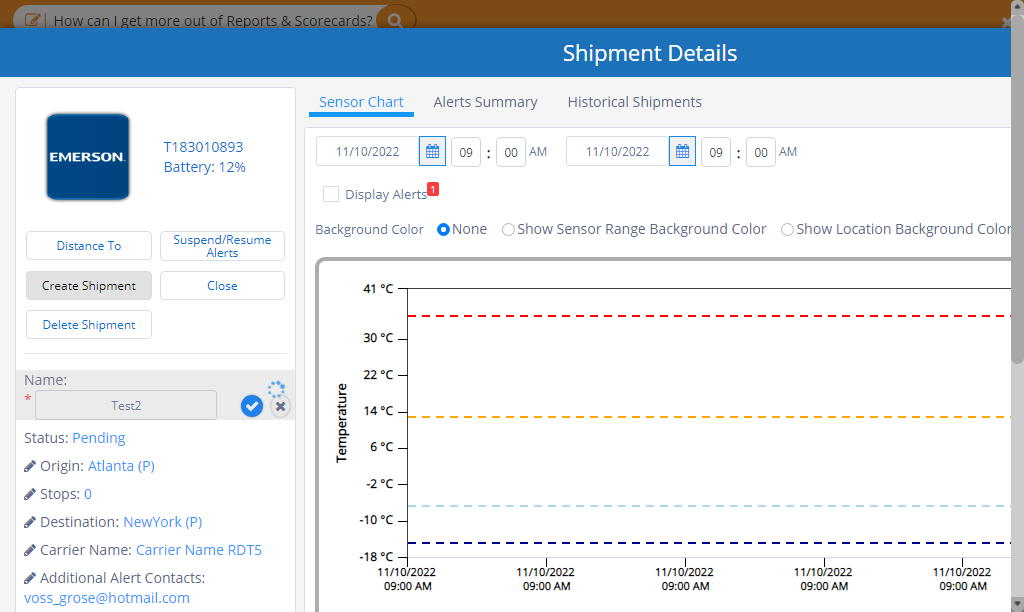 How can I get more out of Reports & Scorecards?
Shipment Details
EMERSON.
T183010893
Battery: 12%
Distance To
Suspend/Resume
Alerts
Create Shipment
Close
Delete Shipment
Name:
* Test2
Status: Pending
Origin: Atlanta (P)
Stops: 0
Destination: NewYork (P)
Carrier Name: Carrier Name RDT5
Additional Alert Contacts:
voss_grose@hotmail.com
Sensor Chart Alerts Summary Historical Shipments
11/10/2022 09 : 00 AM 11/10/2022 09 : 00 AM
Display Alerts 1
Background Color None Show Sensor Range Background Color Show Location Background Color
Temperature
41 °C
30 °C
22 °C
14 °C
6 °C
-2 °C
-10 °C
-18 °C
11/10/2022 11/10/2022 11/10/2022 11/10/2022 11/10/2022
09:00 AM 09:00 AM 09:00 AM 09:00 AM 09:00 AM